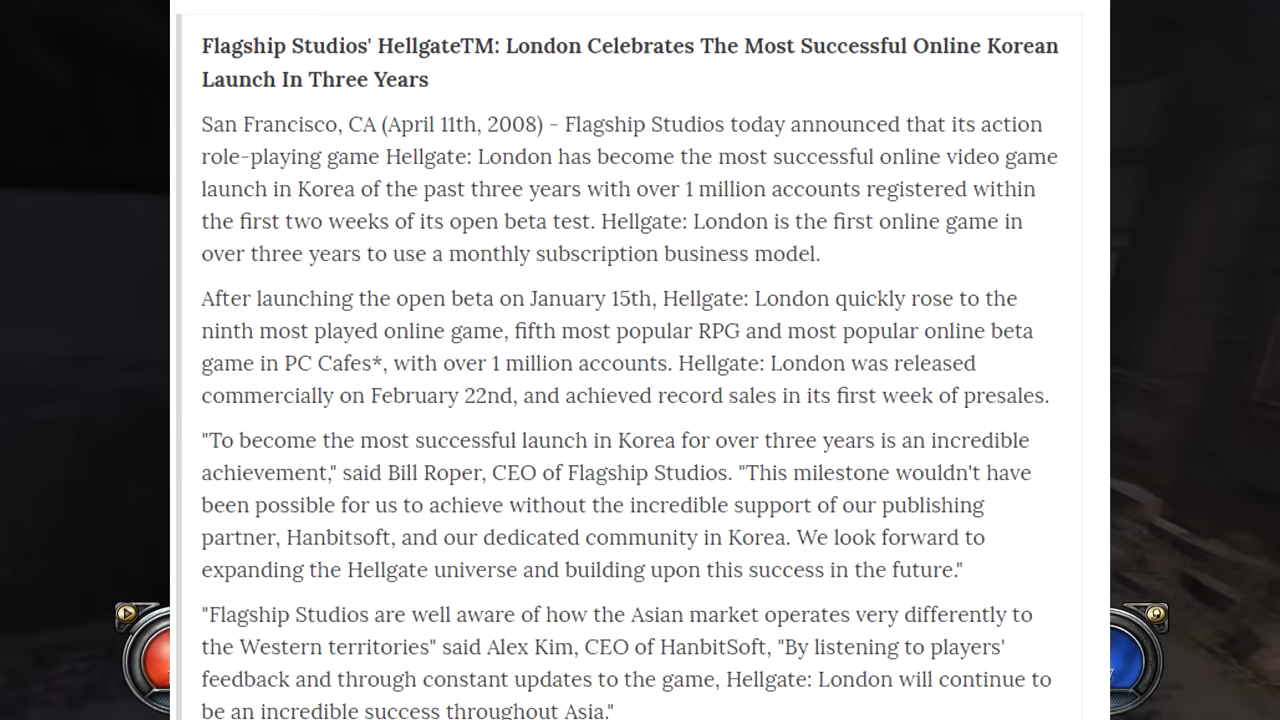 Flagship Studios' HellgateTM: London Celebrates The Most Successful Online Korean
Launch In Three Years
San Francisco, CA (April 11th, 2008) - Flagship Studios today announced that its action
role-playing game Hellgate: London has become the most successful online video game
launch in Korea of the past three years with over 1 million accounts registered within
the first two weeks of its open beta test. Hellgate: London is the first online game in
over three years to use a monthly subscription business model.
After launching the open beta on January 15th, Hellgate: London quickly rose to the
ninth most played online game, fifth most popular RPG and most popular online beta
game in PC Cafes*, with over 1 million accounts. Hellgate: London was released
commercially on February 22nd, and achieved record sales in its first week of presales.
"To become the most successful launch in Korea for over three years is an incredible
achievement," said Bill Roper, CEO of Flagship Studios. "This milestone wouldn't have
been possible for us to achieve without the incredible support of our publishing
partner, Hanbitsoft, and our dedicated community in Korea. We look forward to
expanding the Hellgate universe and building upon this success in the future."
"Flagship Studios are well aware of how the Asian market operates very differently to
the Western territories" said Alex Kim, CEO of HanbitSoft, "By listening to players'
feedback and through constant updates to the game, Hellgate: London will continue to
be an incredible success throughout Asia."